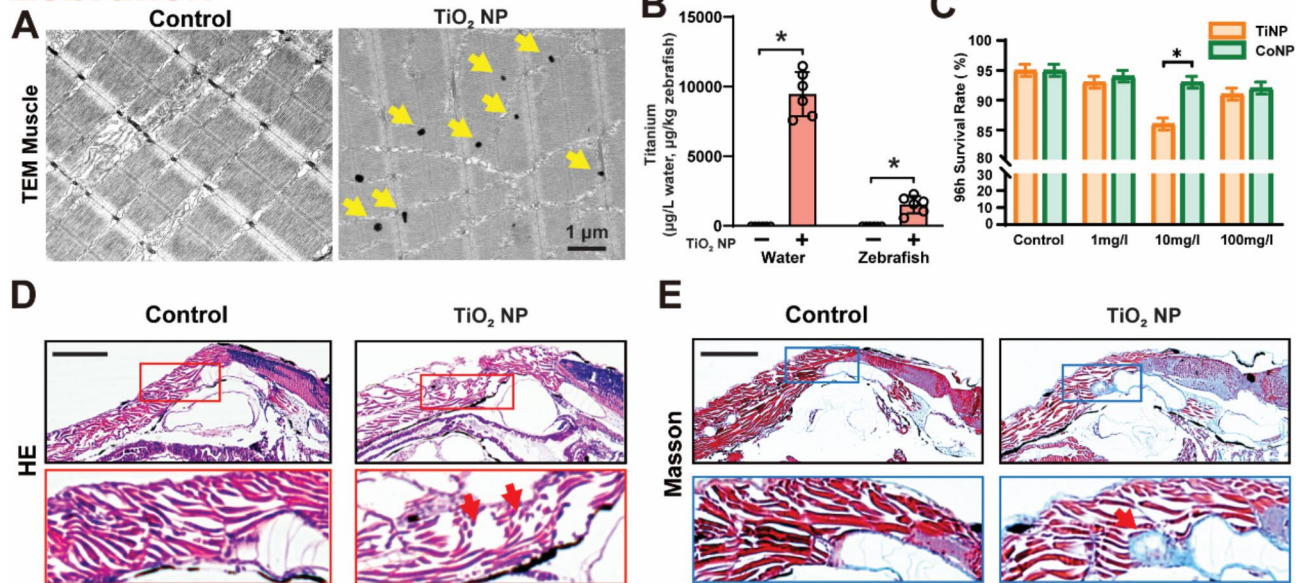 A
Control
TiO₂ NP
TEM Muscle
1 μm
B
15000
10000
5000
0
Titanium
(μg/L water, μg/kg zebrafish)
*
*
TiO₂ NP
− + − +
Water Zebrafish
C
TiNP
CoNP
100
95
90
85
80
30
20
10
0
96h Survival Rate ( %)
*
Control 1mg/l 10mg/l 100mg/l
D
Control
TiO₂ NP
HE
E
Control
TiO₂ NP
Masson